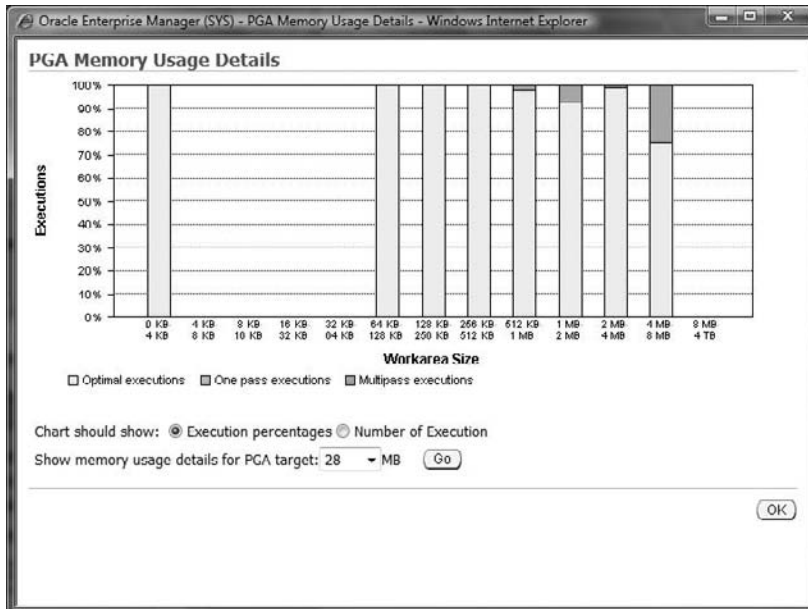 Oracle Enterprise Manager (SYS) - PGA Memory Usage Details - Windows Internet Explorer
PGA Memory Usage Details
100%
90%
80%
70%
60%
50%
40%
30%
20%
10%
0%
Executions
0 KB 4 KB 8 KB 16 KB 32 KB 64 KB 128 KB 256 KB 512 KB 1 MB 2 MB 4 MB 8 MB
4 KB 8 KB 10 KB 32 KB 04 KB 128 KB 250 KB 512 KB 1 MB 2 MB 4 MB 8 MB 4 TB
Workarea Size
Optimal executions One pass executions Multipass executions
Chart should show: Execution percentages Number of Execution
Show memory usage details for PGA target: 28 MB Go
OK